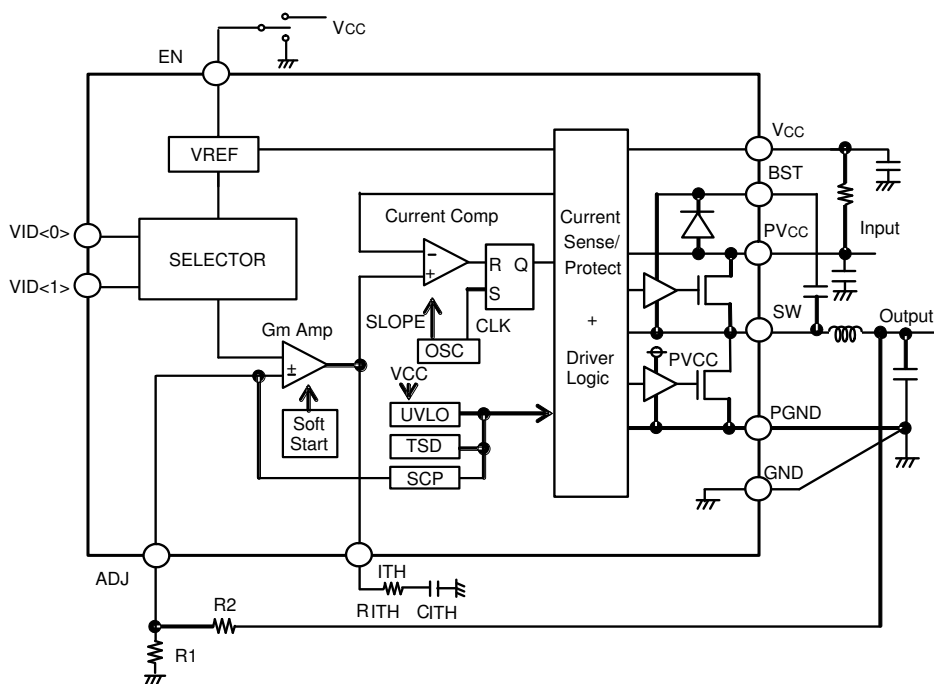 VCC
EN
VREF
VCC
BST
VID<0>
VID<1>
SELECTOR
Current Comp
Current
Sense/
Protect
+
Driver
Logic
Input
PVCC
−
+
R Q
S
SLOPE
OSC
CLK
SW
Output
Gm Amp
±
VCC
PVCC
Soft
Start
UVLO
TSD
SCP
PGND
GND
ADJ
ITH
RITH
CITH
R2
R1